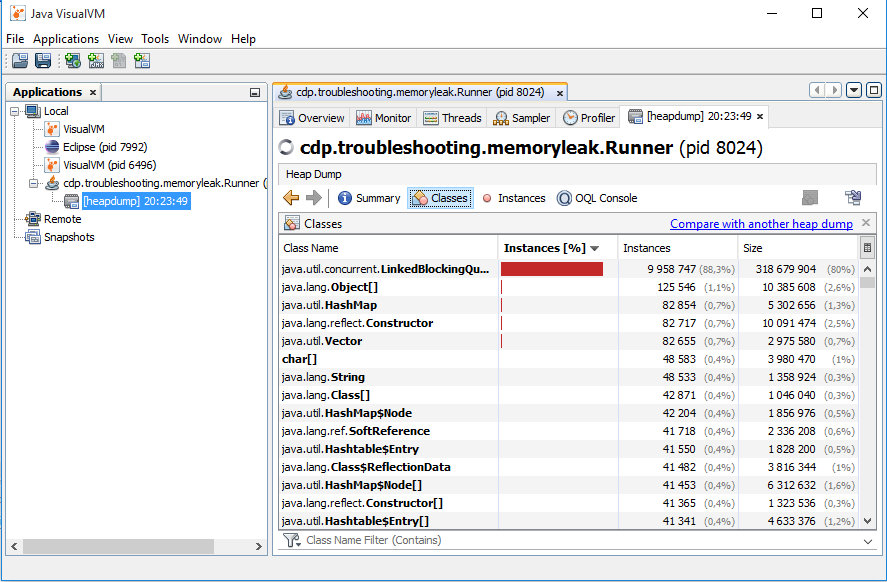 Java VisualVM
File Applications View Tools Window Help
Applications
Local
VisualVM
Eclipse (pid 7992)
VisualVM (pid 6496)
cdp.troubleshooting.memoryleak.Runner (
[heapdump] 20:23:49
Remote
Snapshots
cdp.troubleshooting.memoryleak.Runner (pid 8024)
Overview Monitor Threads Sampler Profiler [heapdump] 20:23:49
cdp.troubleshooting.memoryleak.Runner (pid 8024)
Heap Dump
Summary Classes Instances OQL Console
Classes Compare with another heap dump
Class Name Instances [%] Instances Size
java.util.concurrent.LinkedBlockingQu... 9 958 747 (88,3%) 318 679 904 (80%)
java.lang.Object[] 125 546 (1,1%) 10 385 608 (2,6%)
java.util.HashMap 82 854 (0,7%) 5 302 656 (1,3%)
java.lang.reflect.Constructor 82 717 (0,7%) 10 091 474 (2,5%)
java.util.Vector 82 655 (0,7%) 2 975 580 (0,7%)
char[] 48 583 (0,4%) 3 980 470 (1%)
java.lang.String 48 533 (0,4%) 1 358 924 (0,3%)
java.lang.Class[] 42 871 (0,4%) 1 046 040 (0,3%)
java.util.HashMap$Node 42 204 (0,4%) 1 856 976 (0,5%)
java.lang.ref.SoftReference 41 718 (0,4%) 2 336 208 (0,6%)
java.util.Hashtable$Entry 41 550 (0,4%) 1 828 200 (0,5%)
java.lang.Class$ReflectionData 41 482 (0,4%) 3 816 344 (1%)
java.util.HashMap$Node[] 41 453 (0,4%) 6 312 632 (1,6%)
java.lang.reflect.Constructor[] 41 365 (0,4%) 1 323 536 (0,3%)
java.util.Hashtable$Entry[] 41 341 (0,4%) 4 633 376 (1,2%)
Class Name Filter (Contains)